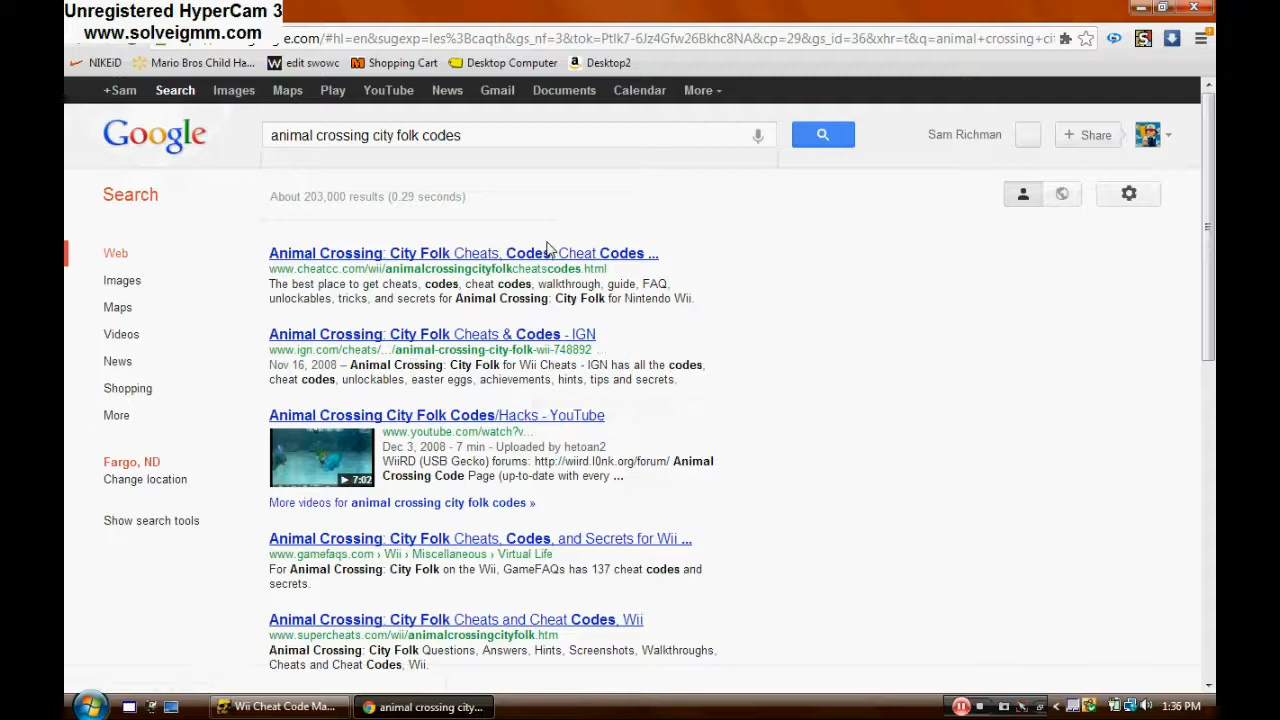 Unregistered HyperCam 3
www.solveigmm.com
e.com/#hl=en&sugexp=les%3Bcaqthe&gs_nf=3&tok=Ptlk7-6Jz4Gfw26Bkhc8NA&cp=29&gs_id=36&xhr=t&q=animal+crossing+cit
NIKEiD
Mario Bros Child Ha...
edit swowc
Shopping Cart
Desktop Computer
Desktop2
+Sam Search Images Maps Play YouTube News Gmail Documents Calendar More
Google
animal crossing city folk codes
Sam Richman
+ Share
Search
About 203,000 results (0.29 seconds)
Web
Images
Maps
Videos
News
Shopping
More
Fargo, ND
Change location
Show search tools
Animal Crossing: City Folk Cheats, Codes, Cheat Codes ...
www.cheatcc.com/wii/animalcrossingcityfolkcheatscodes.html
The best place to get cheats, codes, cheat codes, walkthrough, guide, FAQ,
unlockables, tricks, and secrets for Animal Crossing: City Folk for Nintendo Wii.
Animal Crossing: City Folk Cheats & Codes - IGN
www.ign.com/cheats/.../animal-crossing-city-folk-wii-748892 ...
Nov 16, 2008 – Animal Crossing: City Folk for Wii Cheats - IGN has all the codes,
cheat codes, unlockables, easter eggs, achievements, hints, tips and secrets.
Animal Crossing City Folk Codes/Hacks - YouTube
www.youtube.com/watch?v...
Dec 3, 2008 - 7 min - Uploaded by hetoan2
WiiRD (USB Gecko) forums: http://wiird.l0nk.org/forum/ Animal
Crossing Code Page (up-to-date with every ...
7:02
More videos for animal crossing city folk codes »
Animal Crossing: City Folk Cheats, Codes, and Secrets for Wii ...
www.gamefaqs.com › Wii › Miscellaneous › Virtual Life
For Animal Crossing: City Folk on the Wii, GameFAQs has 137 cheat codes and
secrets.
Animal Crossing: City Folk Cheats and Cheat Codes, Wii
www.supercheats.com/wii/animalcrossingcityfolk.htm
Animal Crossing: City Folk Questions, Answers, Hints, Screenshots, Walkthroughs,
Cheats and Cheat Codes, Wii.
Wii Cheat Code Ma...
animal crossing city...
1:36 PM